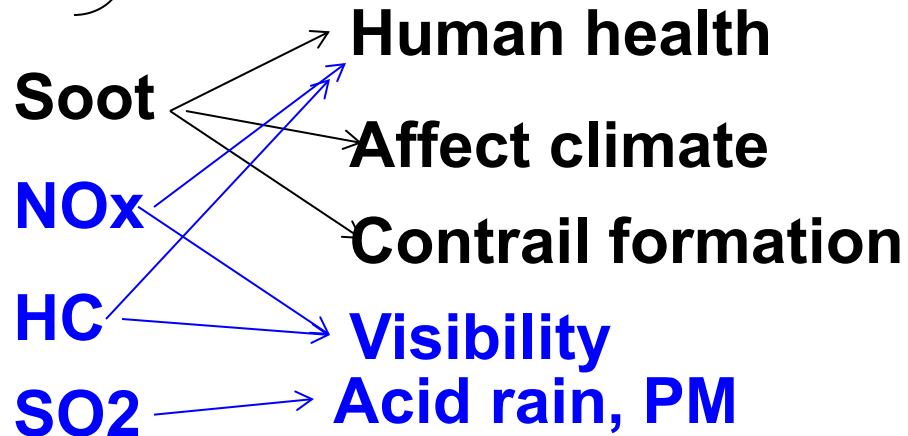 Human health
Soot
Affect climate
NOx
Contrail formation
HC
Visibility
Acid rain, PM
SO2